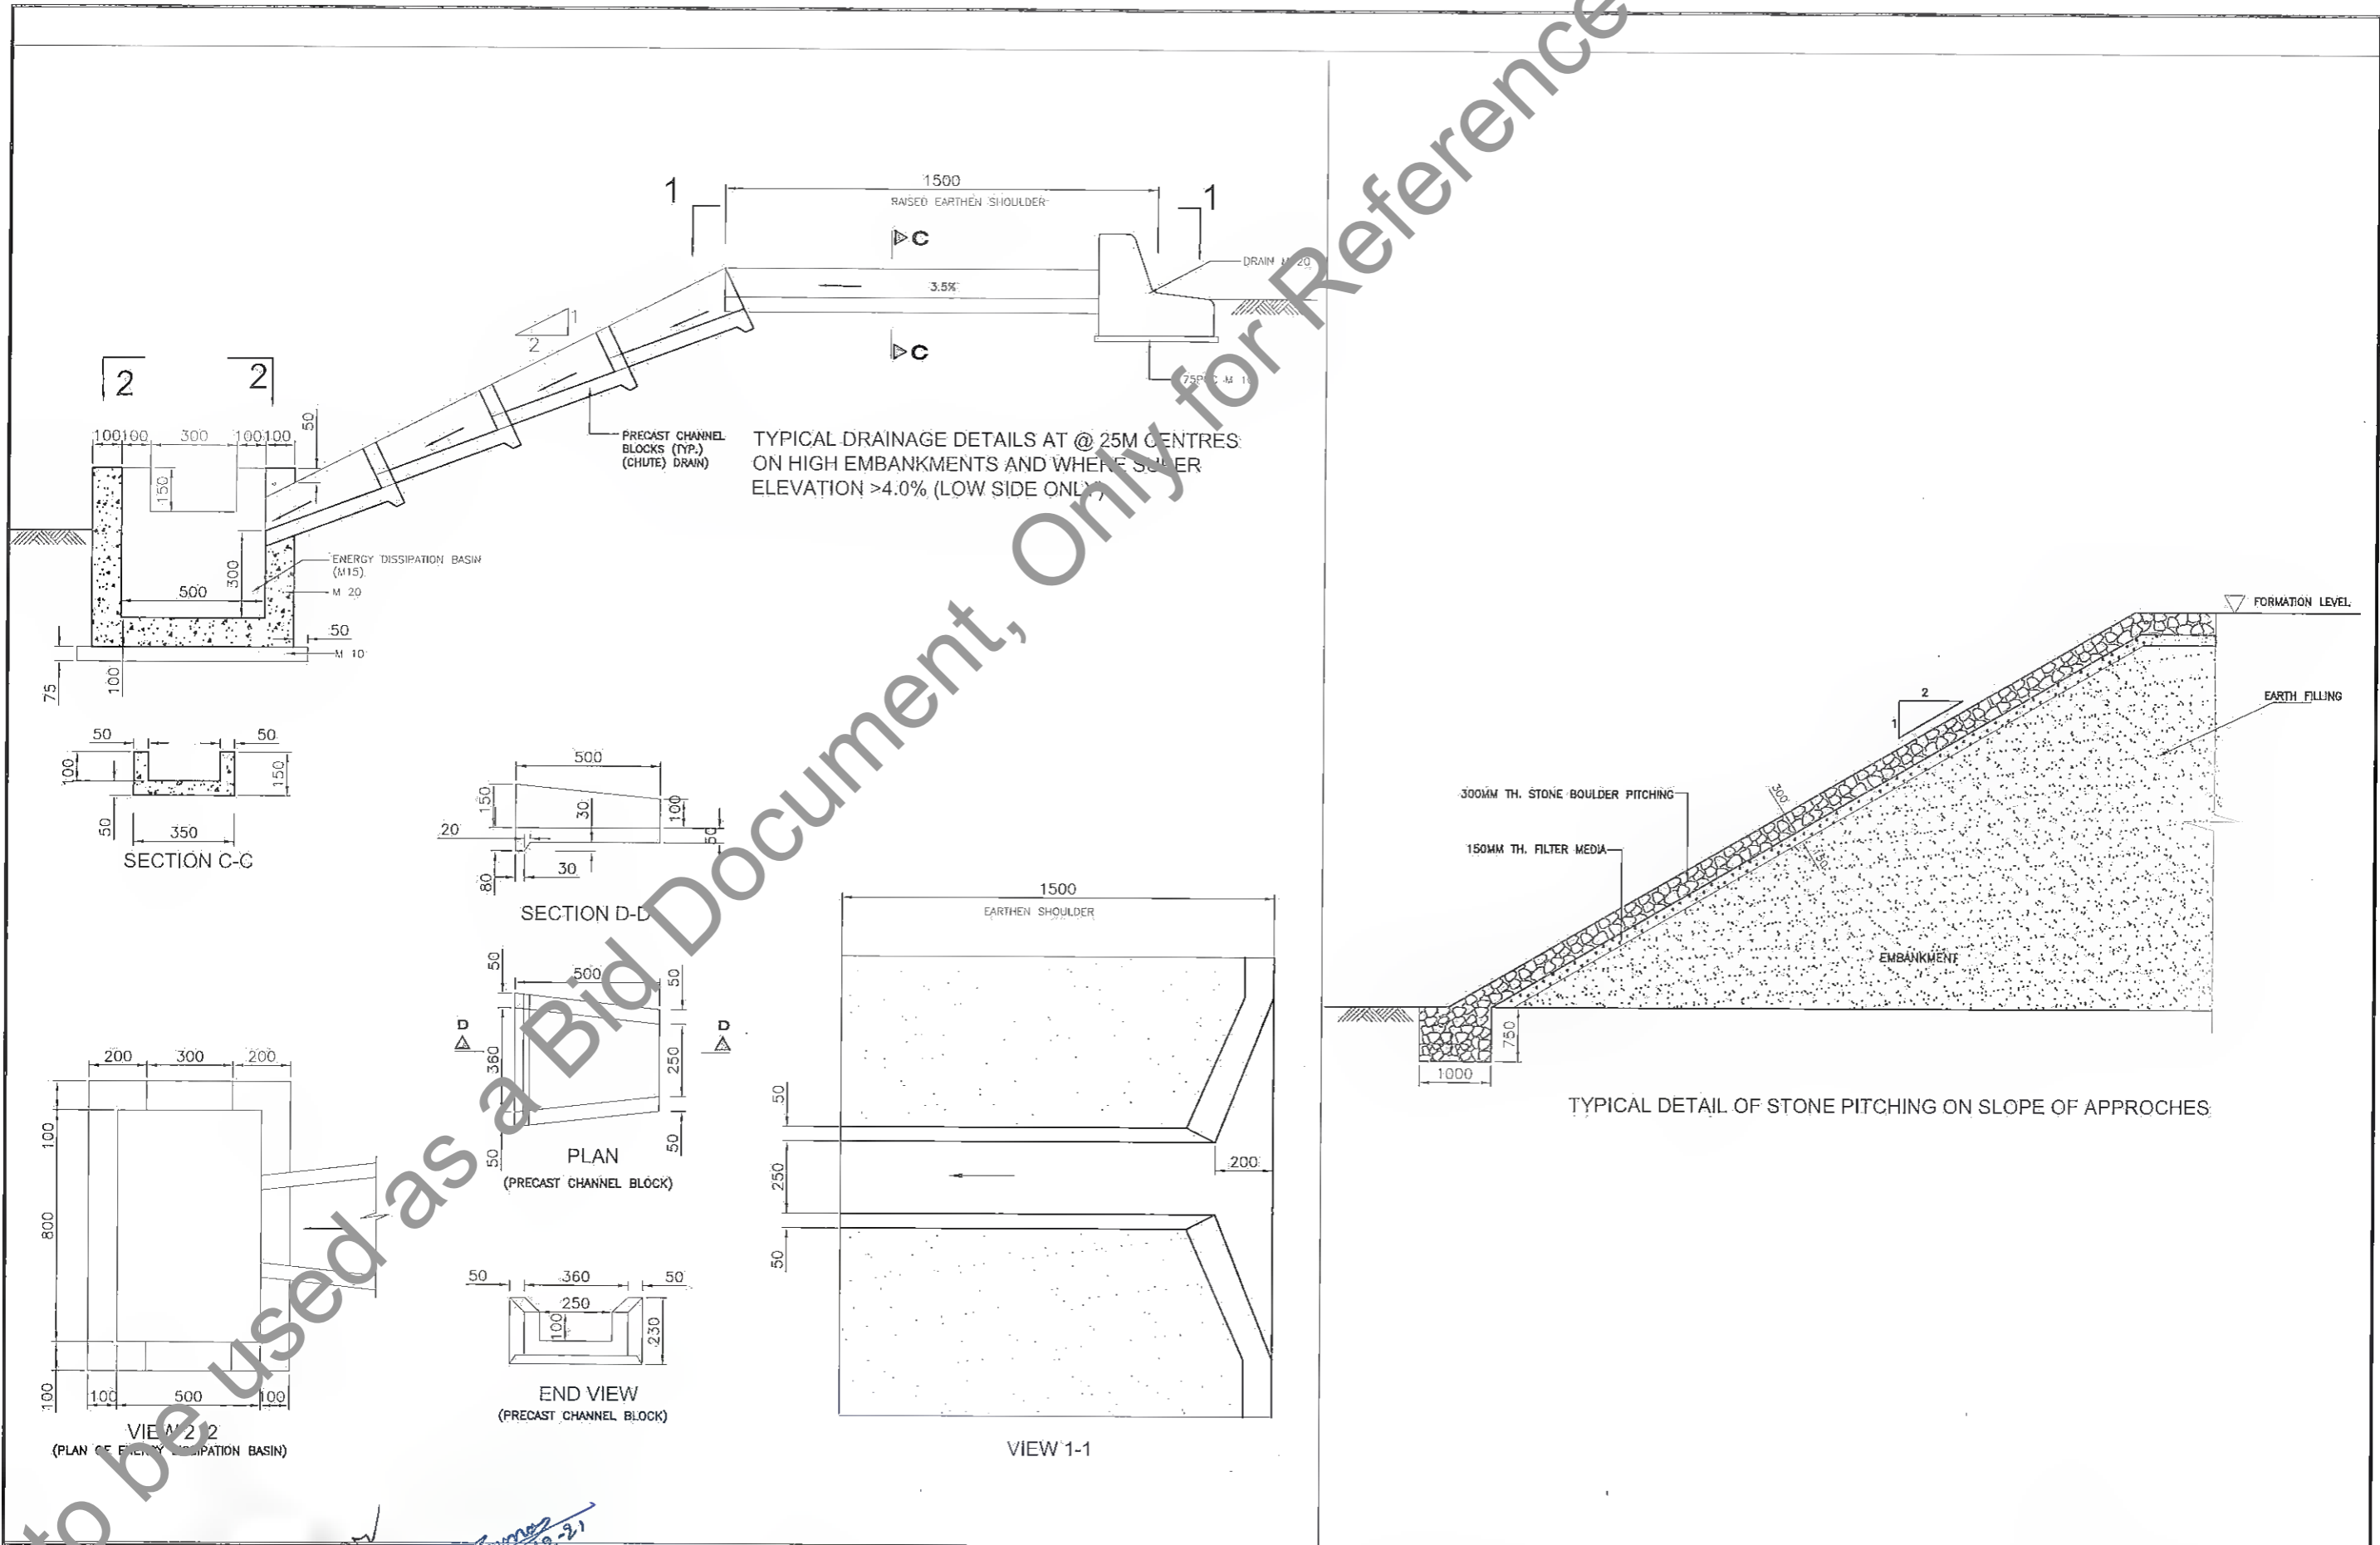 1
1500
1
RAISED EARTHEN SHOULDER
C
DRAIN M 20
3.5%
1
2
C
2
2
50
100 100 300 100 100
PRECAST CHANNEL
BLOCKS (TYP.)
(CHUTE) DRAIN)
TYPICAL DRAINAGE DETAILS AT @ 25M CENTRES
ON HIGH EMBANKMENTS AND WHERE SUPER
ELEVATION >4.0% (LOW SIDE ONLY)
150
ENERGY DISSIPATION BASIN
(M15)
300
500
M 20
50
M 10
75
100
50
50
100
150
50
350
SECTION C-C
500
150
30
100
20
50
80
30
SECTION D-D
50
500
50
D
D
360
250
50
50
PLAN
(PRECAST CHANNEL BLOCK)
50
360
50
250
100
230
END VIEW
(PRECAST CHANNEL BLOCK)
200
300
200
100
800
100
100
500
100
VIEW 2-2
(PLAN OF ENERGY DISSIPATION BASIN)
1500
EARTHEN SHOULDER
50
250
200
50
VIEW 1-1
FORMATION LEVEL
2
1
EARTH FILLING
300MM TH. STONE BOULDER PITCHING
300
150MM TH. FILTER MEDIA
150
EMBANKMENT
750
1000
TYPICAL DETAIL OF STONE PITCHING ON SLOPE OF APPROCHES
to be used as a Bid Document, Only for Reference